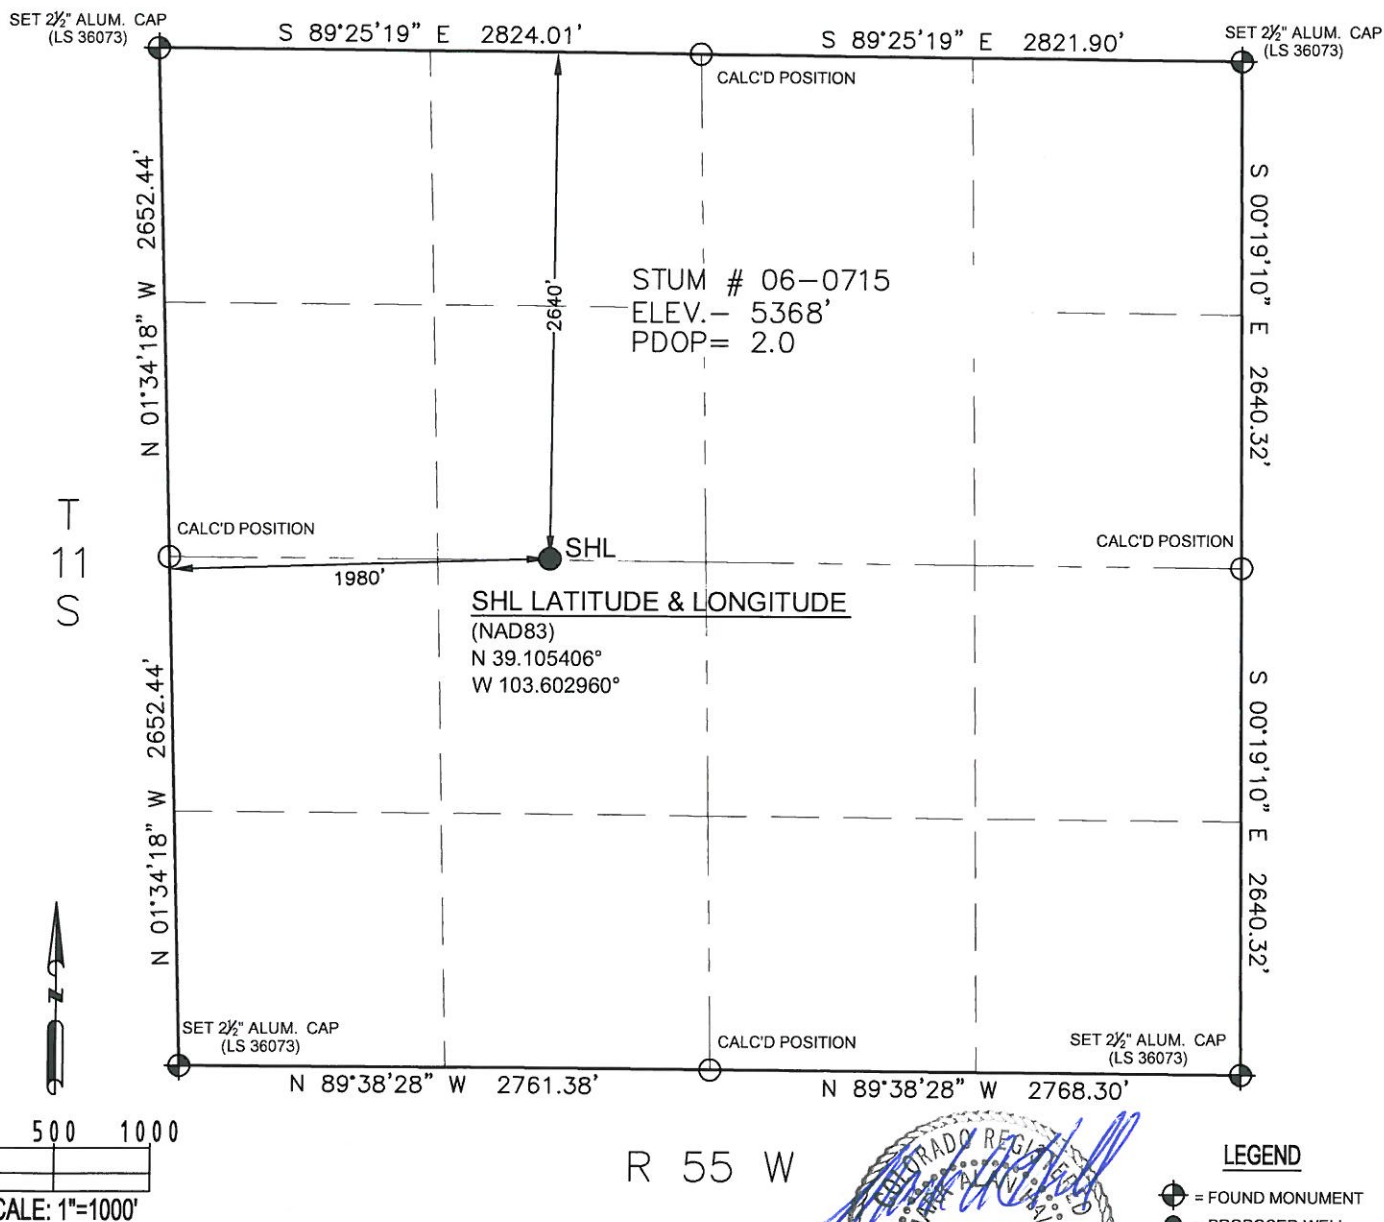 SET 2½" ALUM. CAP
(LS 36073)
S 89°25'19" E 2824.01'
S 89°25'19" E 2821.90'
SET 2½" ALUM. CAP
(LS 36073)
CALC'D POSITION
N 01°34'18" W 2652.44'
S 00°19'10" E 2640.32'
2640'
STUM # 06-0715
ELEV.- 5368'
PDOP= 2.0
T
11
S
CALC'D POSITION
SHL
CALC'D POSITION
1980'
SHL LATITUDE & LONGITUDE
(NAD83)
N 39.105406°
W 103.602960°
N 01°34'18" W 2652.44'
S 00°19'10" E 2640.32'
N
SET 2½" ALUM. CAP
(LS 36073)
CALC'D POSITION
SET 2½" ALUM. CAP
(LS 36073)
N 89°38'28" W 2761.38'
N 89°38'28" W 2768.30'
500 1000
CALE: 1"=1000'
R 55 W
COLORADO REGISTERED
ALAN
LEGEND
= FOUND MONUMENT
= PROPOSED WELL